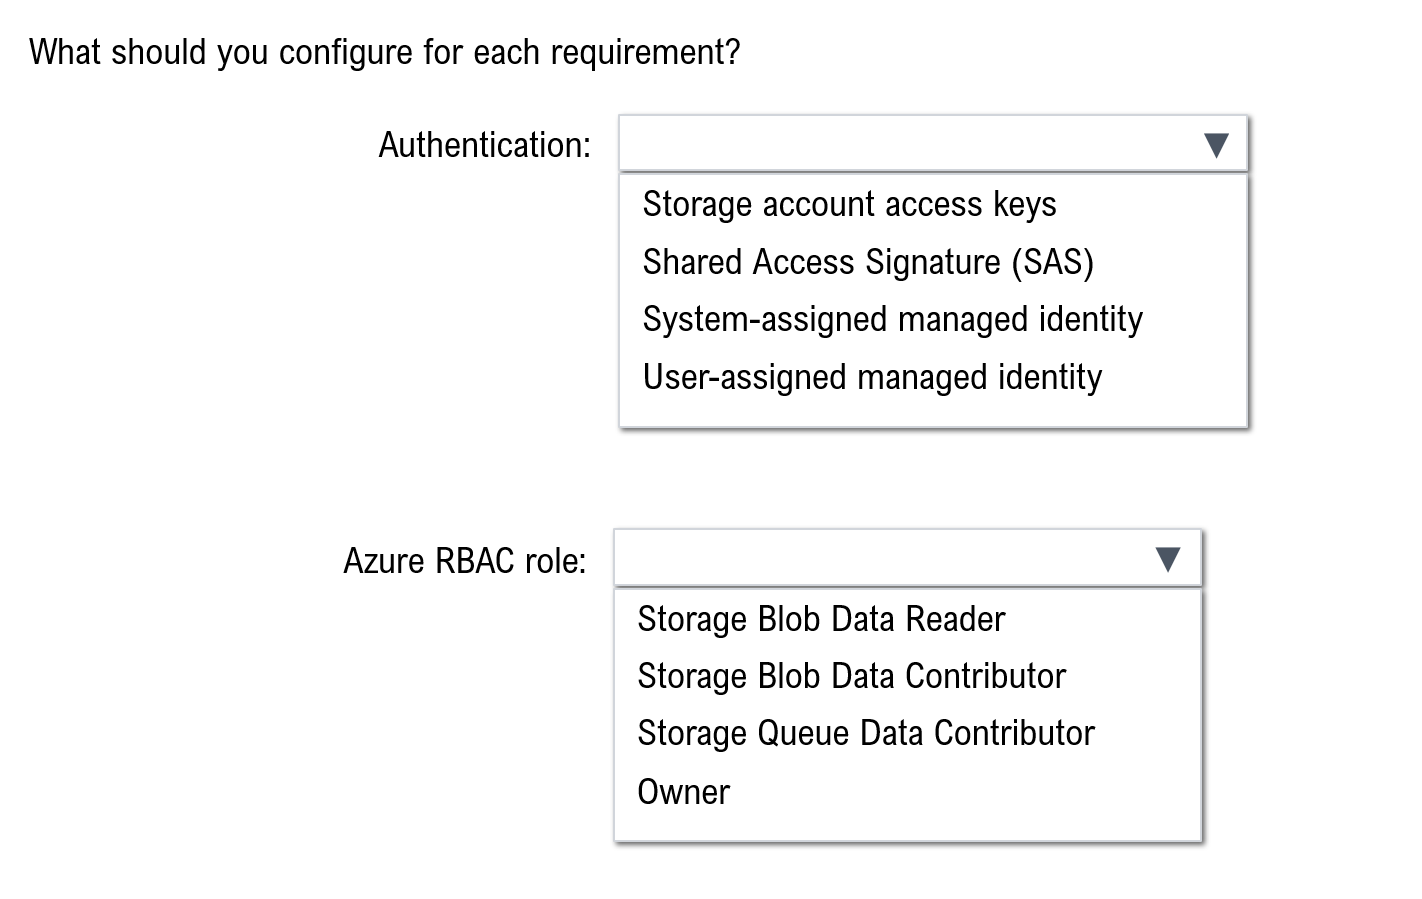 What should you configure for each requirement?
Authentication:
Storage account access keys
Shared Access Signature (SAS)
System-assigned managed identity
User-assigned managed identity
Azure RBAC role:
Storage Blob Data Reader
Storage Blob Data Contributor
Storage Queue Data Contributor
Owner